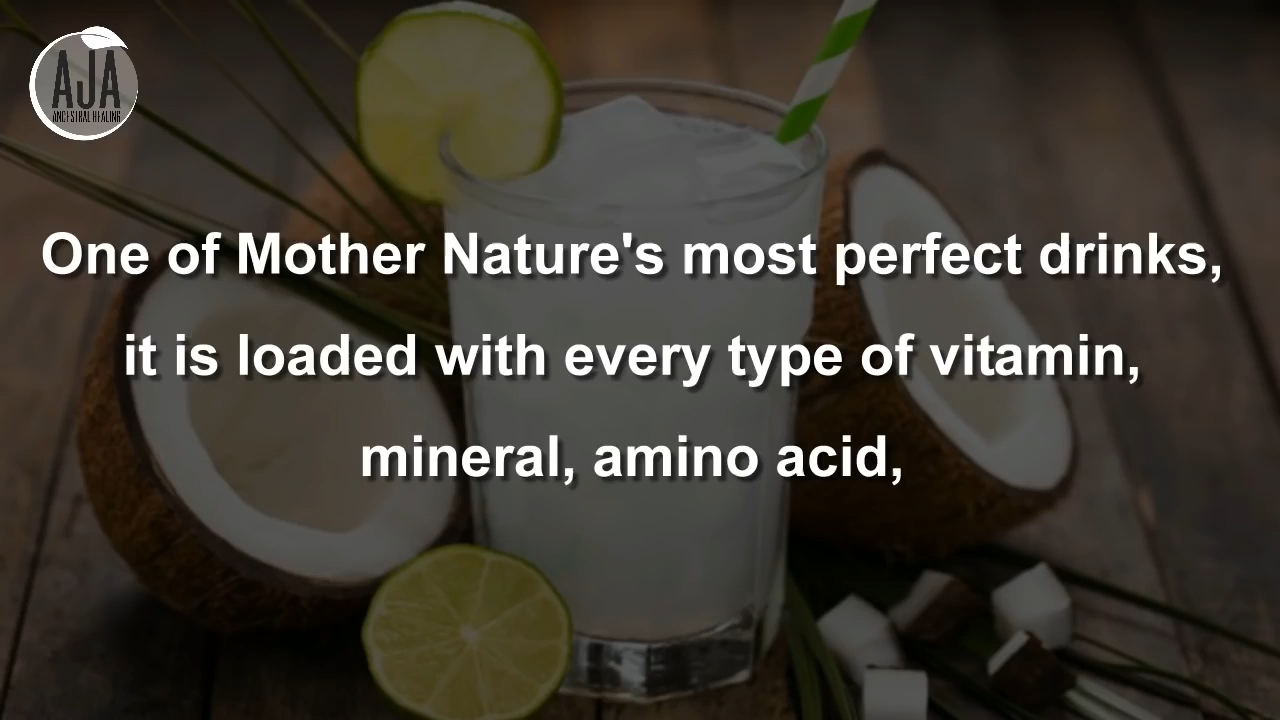 AJA
ANCESTRAL HEALING
One of Mother Nature's most perfect drinks,
it is loaded with every type of vitamin,
mineral, amino acid,